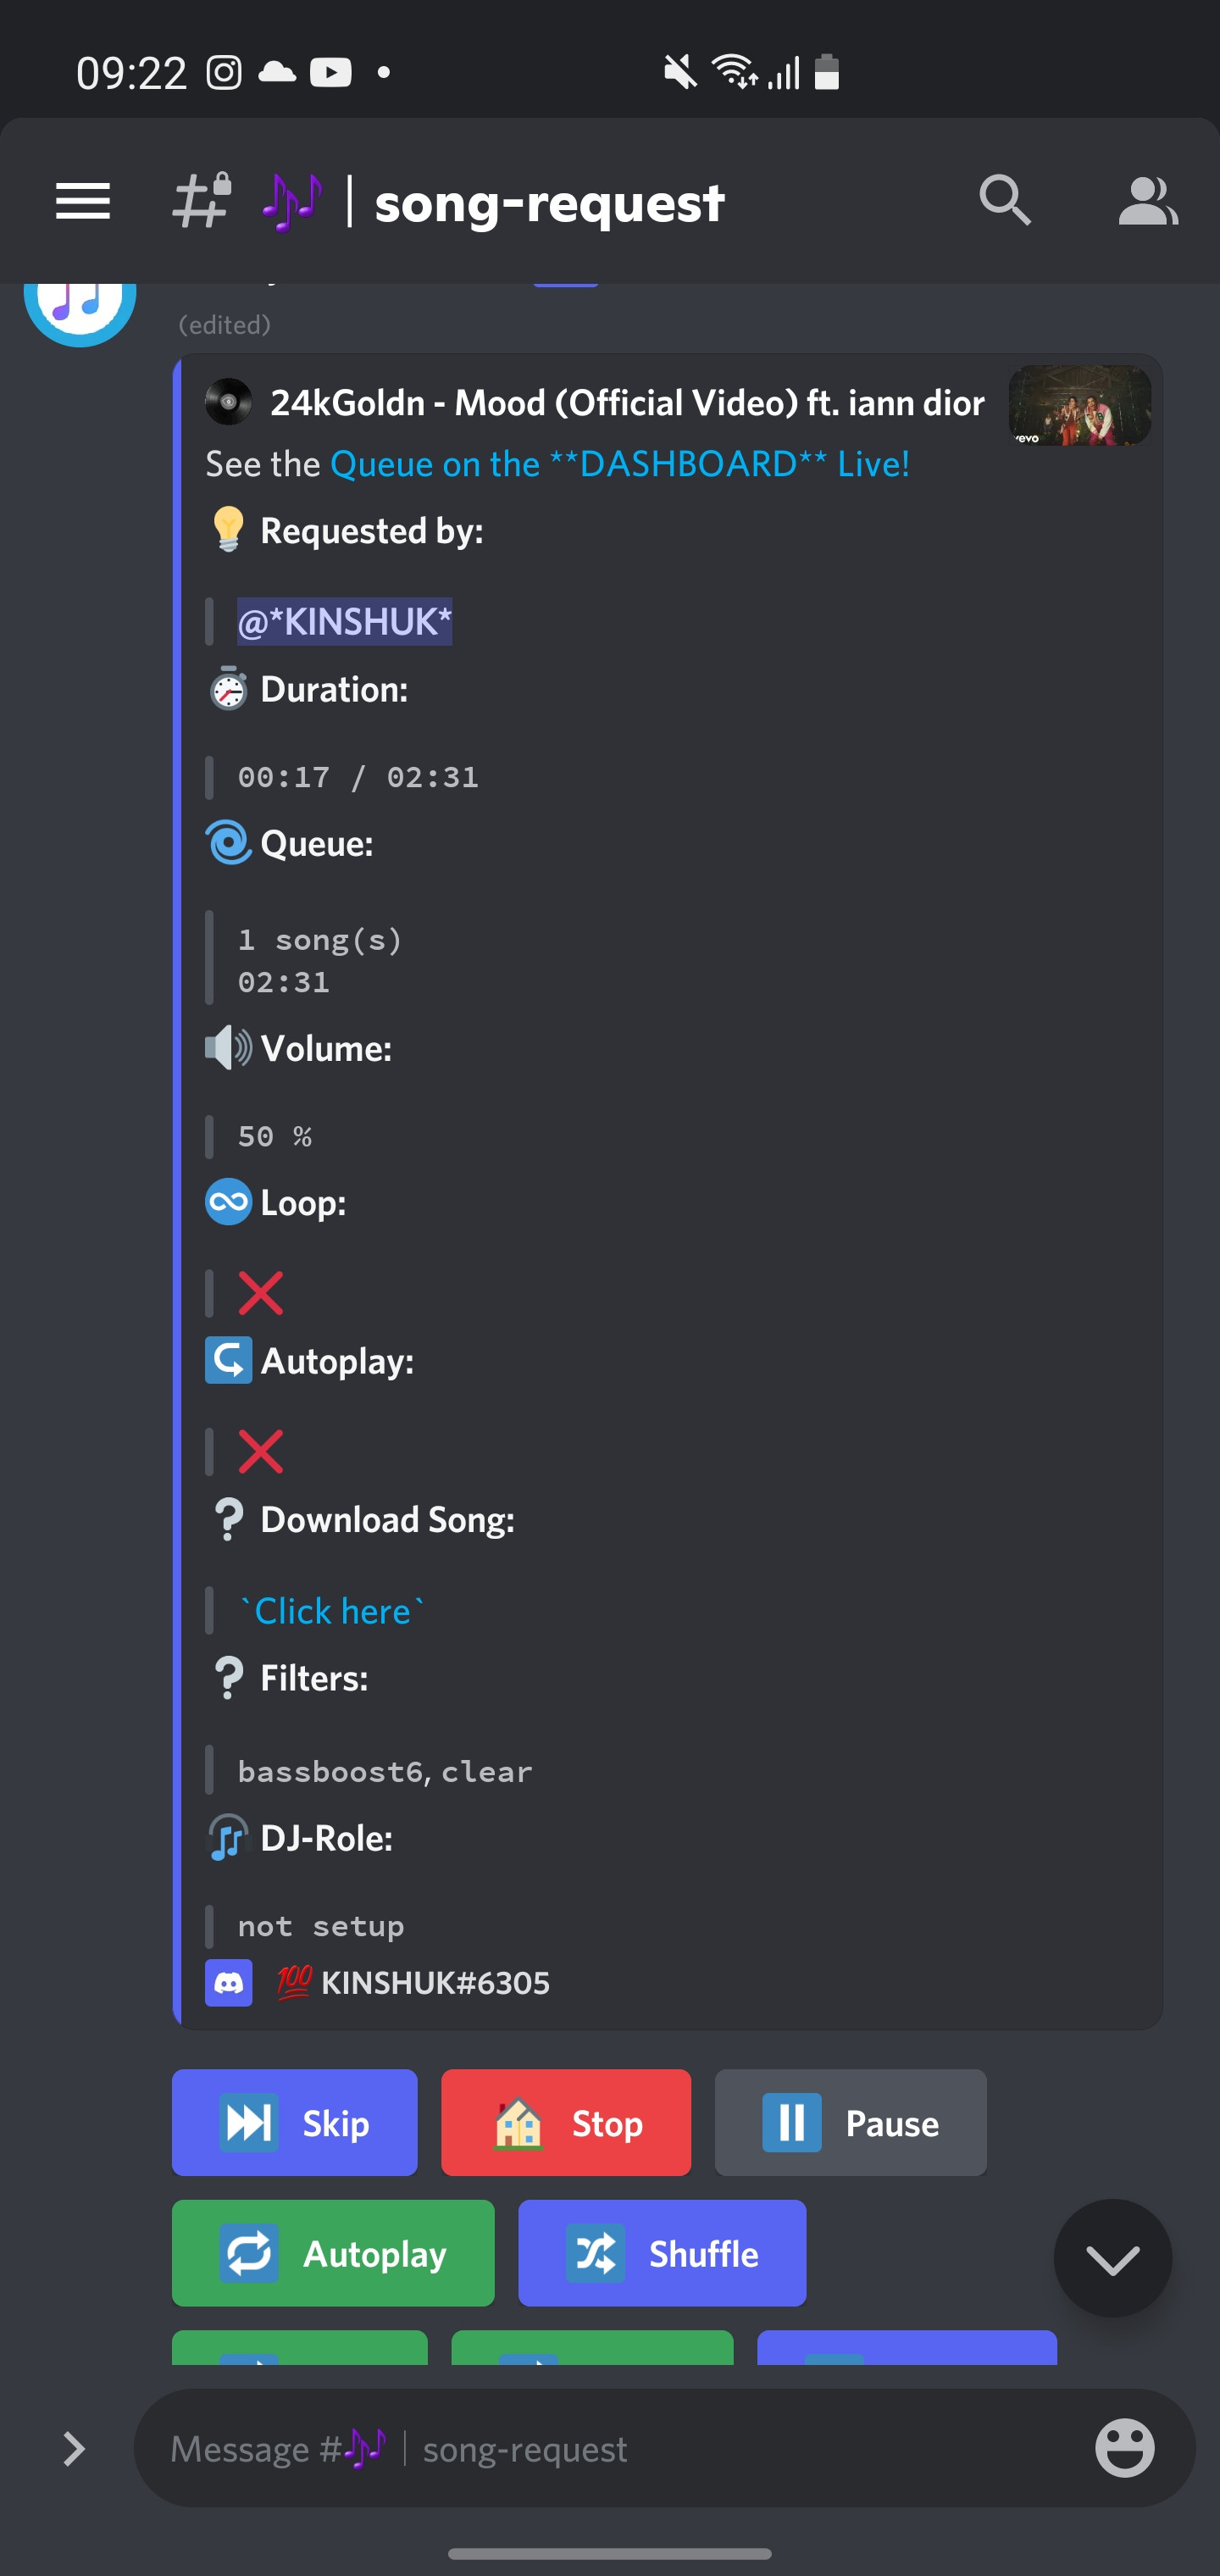 09:22
song-request
(edited)
24kGoldn - Mood (Official Video) ft. iann dior
vevo
See the Queue on the **DASHBOARD** Live!
Requested by:
@*KINSHUK*
Duration:
00:17 / 02:31
Queue:
1 song(s)
02:31
Volume:
50 %
Loop:
Autoplay:
Download Song:
`Click here`
Filters:
bassboost6, clear
DJ-Role:
not setup
💯 KINSHUK#6305
Skip
Stop
Pause
Autoplay
Shuffle
Message #🎶 | song-request